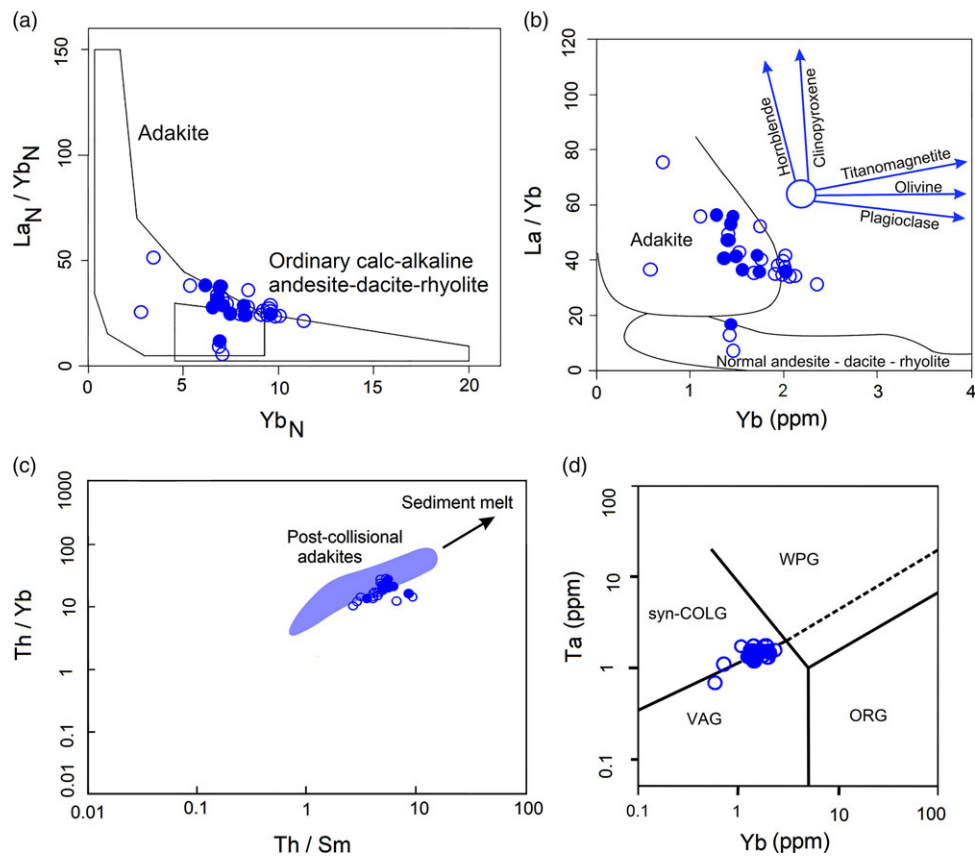 (a)
150
100
50
0
La_N / Yb_N
Adakite
Ordinary calc-alkaline
andesite-dacite-rhyolite
0
5
10
15
20
Yb_N
(b)
120
100
80
60
40
20
0
La / Yb
Hornblende
Clinopyroxene
Titanomagnetite
Olivine
Plagioclase
Adakite
Normal andesite - dacite - rhyolite
0
1
2
3
4
Yb (ppm)
(c)
1000
100
10
1
0.1
0.01
Th / Yb
Sediment melt
Post-collisional
adakites
0.01
0.1
1
10
100
Th / Sm
(d)
100
10
1
0.1
Ta (ppm)
WPG
syn-COLG
VAG
ORG
0.1
1
10
100
Yb (ppm)